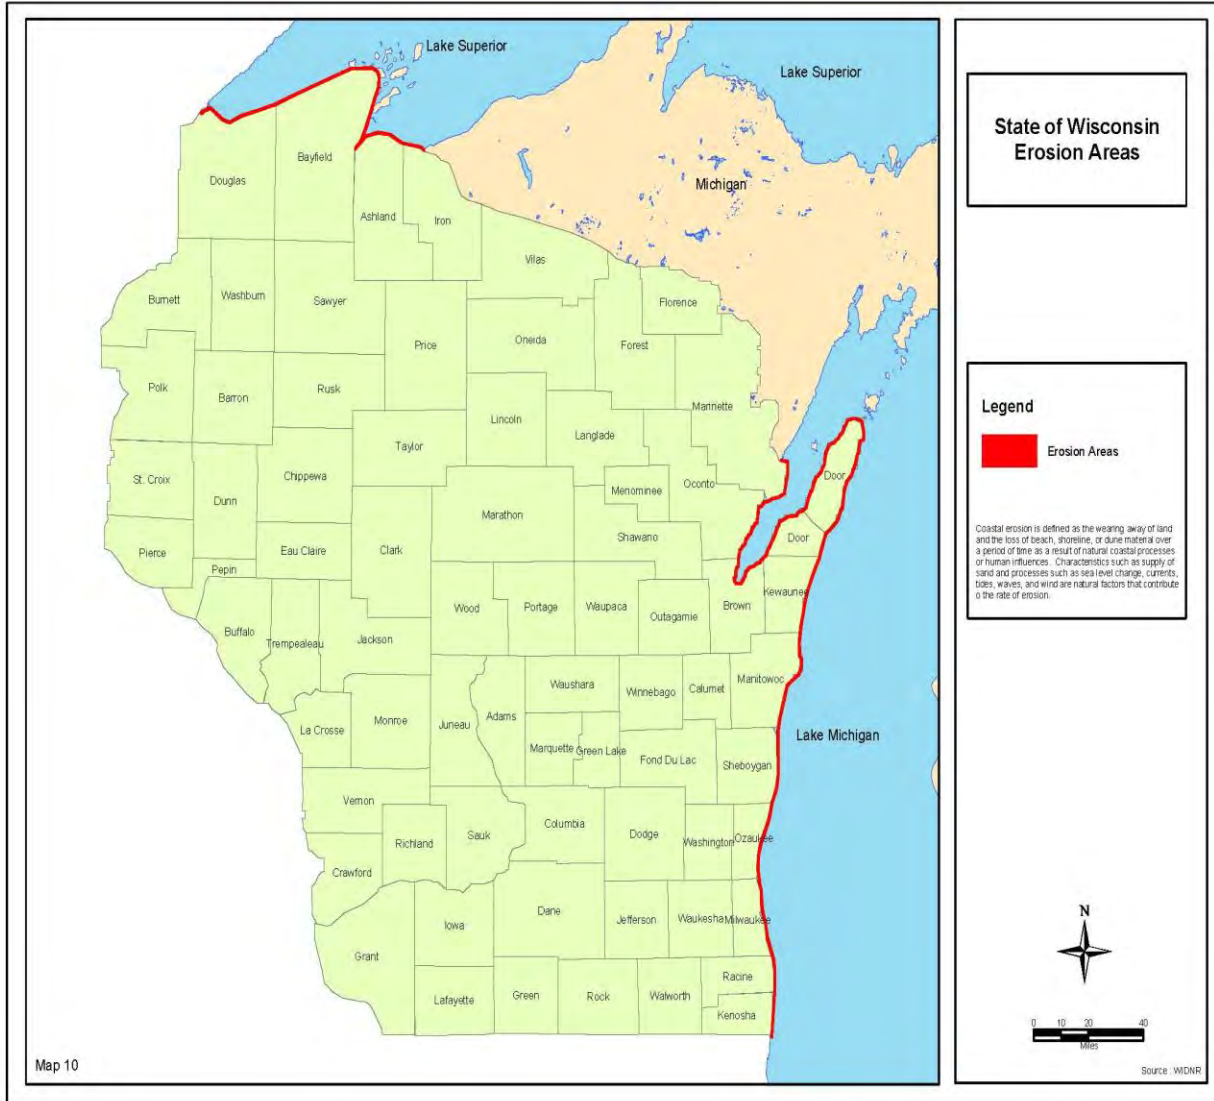 Lake Superior
Lake Superior
Michigan
Bayfield
Douglas
Ashland
Iron
Vilas
Burnett
Washburn
Sawyer
Florence
Price
Oneida
Forest
Polk
Barron
Rusk
Marinette
Lincoln
Langlade
Taylor
St. Croix
Chippewa
Dunn
Menominee
Oconto
Door
Marathon
Shawano
Door
Pierce
Eau Claire
Clark
Pepin
Kewaunee
Wood
Portage
Waupaca
Outagamie
Brown
Buffalo
Trempealeau
Jackson
Waushara
Winnebago
Calumet
Manitowoc
La Crosse
Monroe
Juneau
Adams
Marquette
Green Lake
Fond Du Lac
Sheboygan
Lake Michigan
Vernon
Richland
Sauk
Columbia
Dodge
Washington
Ozaukee
Crawford
Dane
Jefferson
Waukesha
Milwaukee
Iowa
Grant
Lafayette
Green
Rock
Walworth
Racine
Kenosha
Map 10
State of Wisconsin
Erosion Areas
Legend
Erosion Areas
Coastal erosion is defined as the wearing away of land
and the loss of beach, shoreline, or dune material over
a period of time as a result of natural coastal processes
or human influences. Characteristics such as supply of
sand and processes such as sea level change, currents,
tides, waves, and wind are natural factors that contribute
o the rate of erosion.
N
0 10 20 40
Miles
Source : WIDNR